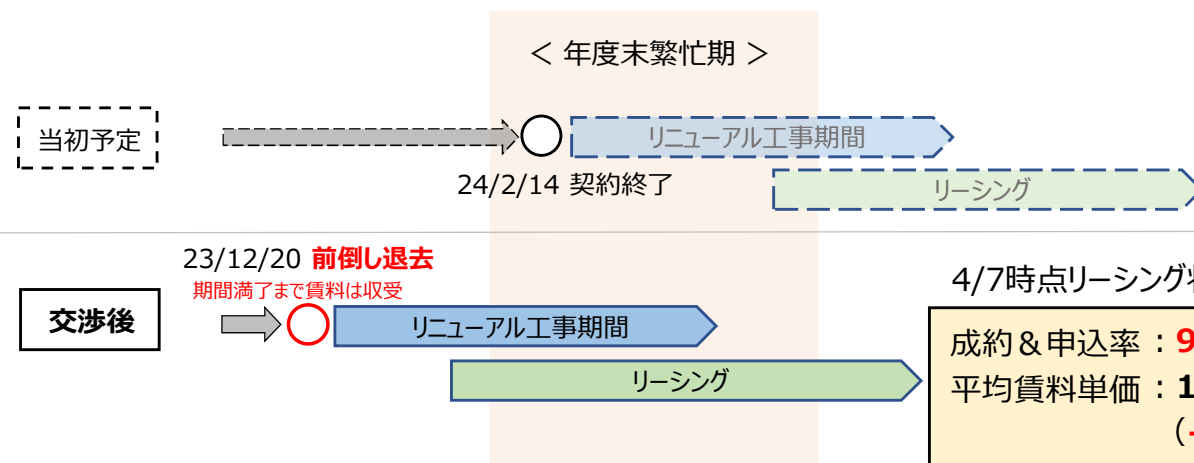 ＜ 年度末繁忙期 ＞
当初予定
リニューアル工事期間
24/2/14 契約終了
リーシング
23/12/20 前倒し退去
期間満了まで賃料は収受
4/7時点リーシング
交渉後
リニューアル工事期間
リーシング
成約＆申込率：9
平均賃料単価：1
(